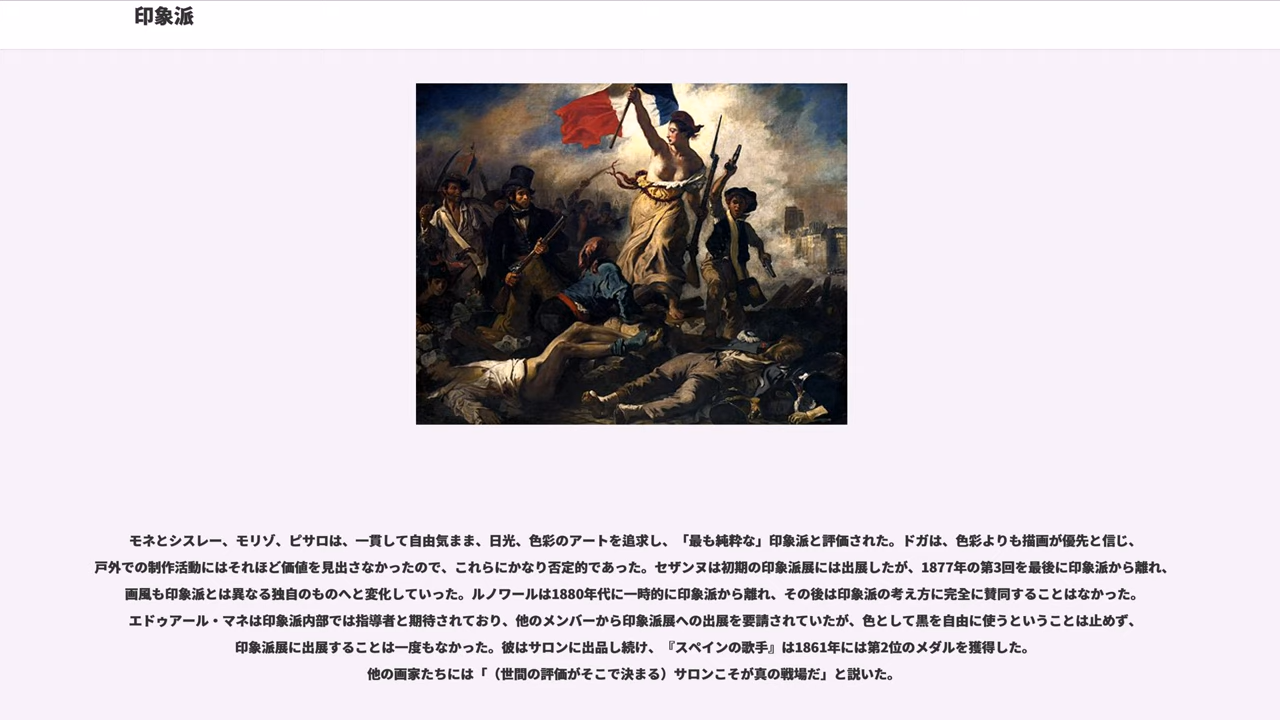 印象派
モネとシスレー、モリゾ、ピサロは、一貫して自由気まま、日光、色彩のアートを追求し、「最も純粋な」印象派と評価された。ドガは、色彩よりも描画が優先と信じ、
戸外での制作活動にはそれほど価値を見出さなかったので、これらにかなり否定的であった。セザンヌは初期の印象派展には出展したが、1877年の第3回を最後に印象派から離れ、
画風も印象派とは異なる独自のものへと変化していった。ルノワールは1880年代に一時的に印象派から離れ、その後は印象派の考え方に完全に賛同することはなかった。
エドゥアール・マネは印象派内部では指導者と期待されており、他のメンバーから印象派展への出展を要請されていたが、色として黒を自由に使うということは止めず、
印象派展に出展することは一度もなかった。彼はサロンに出品し続け、『スペインの歌手』は1861年には第2位のメダルを獲得した。
他の画家たちには「（世間の評価がそこで決まる）サロンこそが真の戦場だ」と説いた。